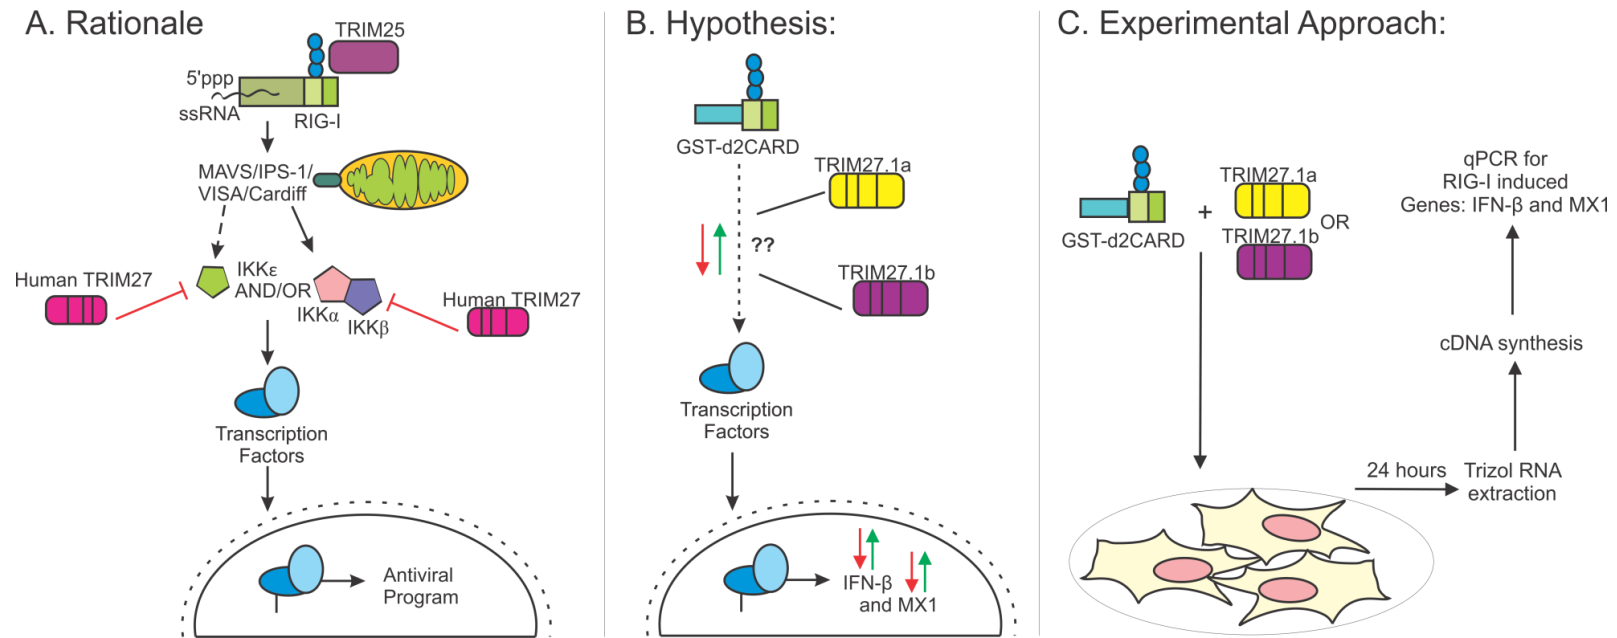 A. Rationale
TRIM25
5'ppp
ssRNA
RIG-I
MAVS/IPS-1/
VISA/Cardiff
Human TRIM27
IKKε
AND/OR
IKKα
IKKβ
Human TRIM27
Transcription
Factors
Antiviral
Program
B. Hypothesis:
GST-d2CARD
TRIM27.1a
??
TRIM27.1b
Transcription
Factors
IFN-β
and MX1
C. Experimental Approach:
GST-d2CARD
+
TRIM27.1a
OR
TRIM27.1b
24 hours
Trizol RNA
extraction
cDNA synthesis
qPCR for
RIG-I induced
Genes: IFN-β and MX1